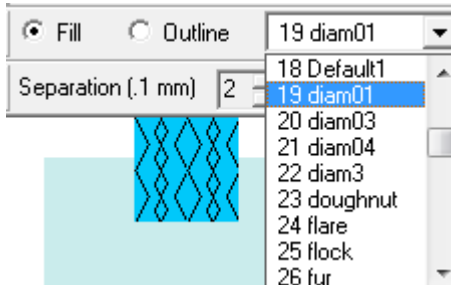 Fill Outline 19 diam01
Separation (.1 mm) 2
18 Default1
19 diam01
20 diam03
21 diam04
22 diam3
23 doughnut
24 flare
25 flock
26 fur